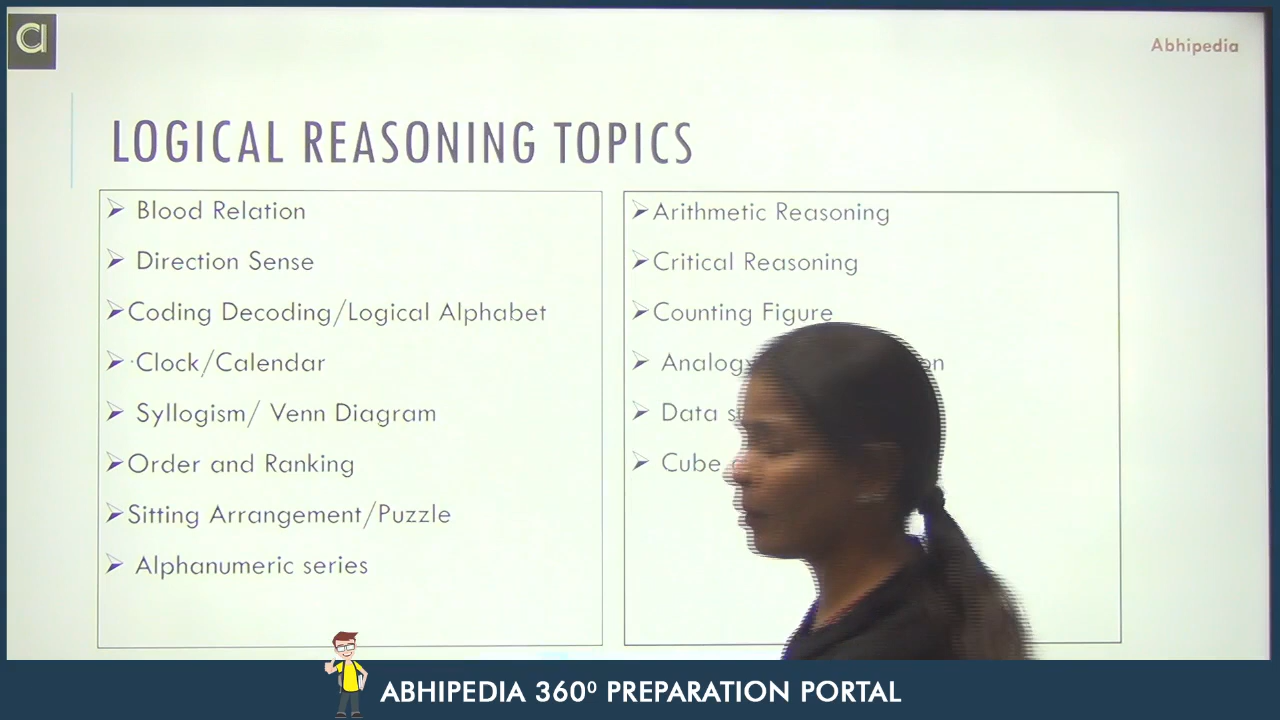 Abhipedia
LOGICAL REASONING TOPICS
Blood Relation
Direction Sense
Coding Decoding/Logical Alphabet
Clock/Calendar
Syllogism/ Venn Diagram
Order and Ranking
Sitting Arrangement/Puzzle
Alphanumeric series
Arithmetic Reasoning
Critical Reasoning
Counting Figure
Data
Cube
ABHIPEDIA 360⁰ PREPARATION PORTAL